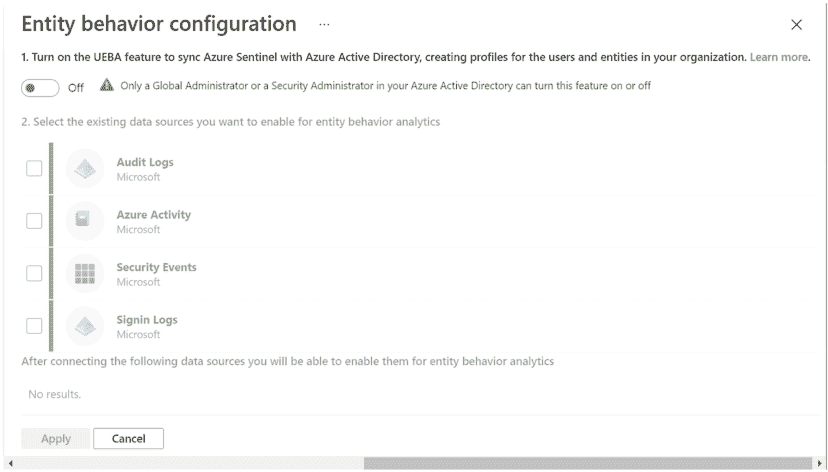 Entity behavior configuration ...
1. Turn on the UEBA feature to sync Azure Sentinel with Azure Active Directory, creating profiles for the users and entities in your organization. Learn more.
Off Only a Global Administrator or a Security Administrator in your Azure Active Directory can turn this feature on or off
2. Select the existing data sources you want to enable for entity behavior analytics
Audit Logs
Microsoft
Azure Activity
Microsoft
Security Events
Microsoft
Signin Logs
Microsoft
After connecting the following data sources you will be able to enable them for entity behavior analytics
No results.
Apply Cancel